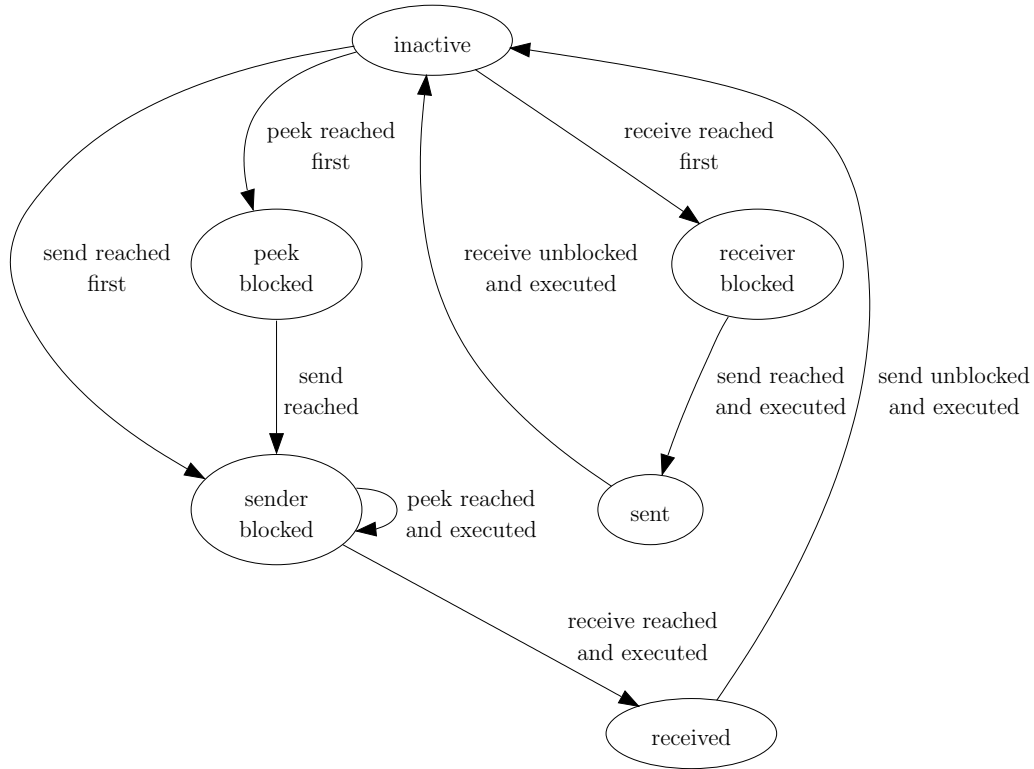 inactive
peek reached
first
receive reached
first
send reached
first
peek
blocked
receive unblocked
and executed
receiver
blocked
send
reached
send reached
and executed
send unblocked
and executed
sender
blocked
peek reached
and executed
sent
receive reached
and executed
received